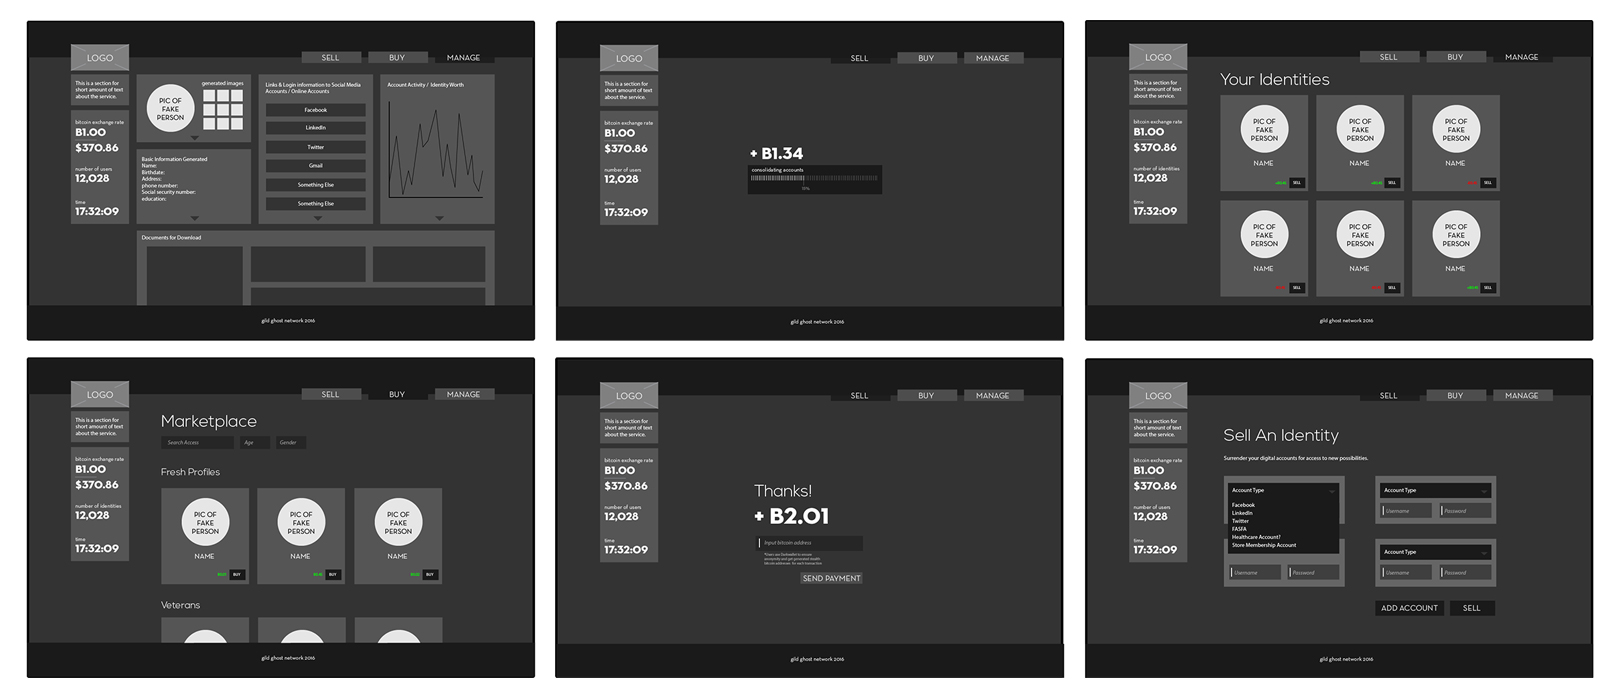 LOGO
SELL
BUY
MANAGE
This is a section for
short amount of text
about the service.
bitcoin exchange rate
B1.00
$370.86
number of users
12,028
time
17:32:09
PIC OF
FAKE
PERSON
generated images
Basic Information Generated
Name:
Birthdate:
Address:
phone number:
Social security number:
education:
Links & Login information to Social Media
Accounts / Online Accounts
Facebook
LinkedIn
Twitter
Gmail
Something Else
Something Else
Account Activity / Identity Worth
Documents for Download
gild ghost network 2016
LOGO
SELL
BUY
MANAGE
This is a section for
short amount of text
about the service.
bitcoin exchange rate
B1.00
$370.86
number of users
12,028
time
17:32:09
+ B1.34
consolidating accounts
gild ghost network 2016
LOGO
SELL
BUY
MANAGE
This is a section for
short amount of text
about the service.
bitcoin exchange rate
B1.00
$370.86
number of identities
12,028
time
17:32:09
Your Identities
PIC OF
FAKE
PERSON
NAME
SELL
PIC OF
FAKE
PERSON
NAME
SELL
PIC OF
FAKE
PERSON
NAME
SELL
PIC OF
FAKE
PERSON
NAME
SELL
PIC OF
FAKE
PERSON
NAME
SELL
PIC OF
FAKE
PERSON
NAME
SELL
gild ghost network 2016
LOGO
SELL
BUY
MANAGE
This is a section for
short amount of text
about the service.
bitcoin exchange rate
B1.00
$370.86
number of identities
12,028
time
17:32:09
Marketplace
Search Access
Age
Gender
Fresh Profiles
PIC OF
FAKE
PERSON
NAME
BUY
PIC OF
FAKE
PERSON
NAME
BUY
PIC OF
FAKE
PERSON
NAME
BUY
Veterans
gild ghost network 2016
LOGO
SELL
BUY
MANAGE
This is a section for
short amount of text
about the service.
bitcoin exchange rate
B1.00
$370.86
number of users
12,028
time
17:32:09
Thanks!
+ B2.01
Input bitcoin address
SEND PAYMENT
gild ghost network 2016
LOGO
SELL
BUY
MANAGE
This is a section for
short amount of text
about the service.
bitcoin exchange rate
B1.00
$370.86
number of users
12,028
time
17:32:09
Sell An Identity
Surrender your digital accounts for access to new possibilities.
Account Type
Facebook
LinkedIn
Twitter
FASFA
Healthcare Account?
Store Membership Account
Username
Password
Account Type
Username
Password
Account Type
Username
Password
ADD ACCOUNT
SELL
gild ghost network 2016